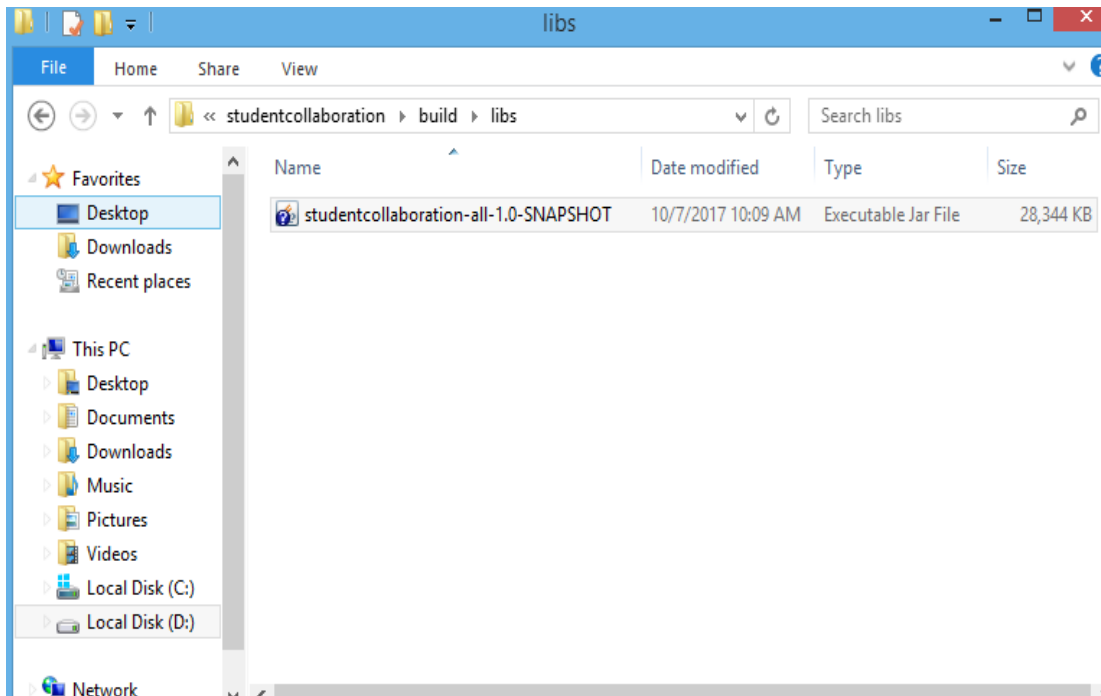 libs
File Home Share View
« studentcollaboration build libs Search libs
Name Date modified Type Size
studentcollaboration-all-1.0-SNAPSHOT 10/7/2017 10:09 AM Executable Jar File 28,344 KB
Favorites
Desktop
Downloads
Recent places
This PC
Desktop
Documents
Downloads
Music
Pictures
Videos
Local Disk (C:)
Local Disk (D:)
Network